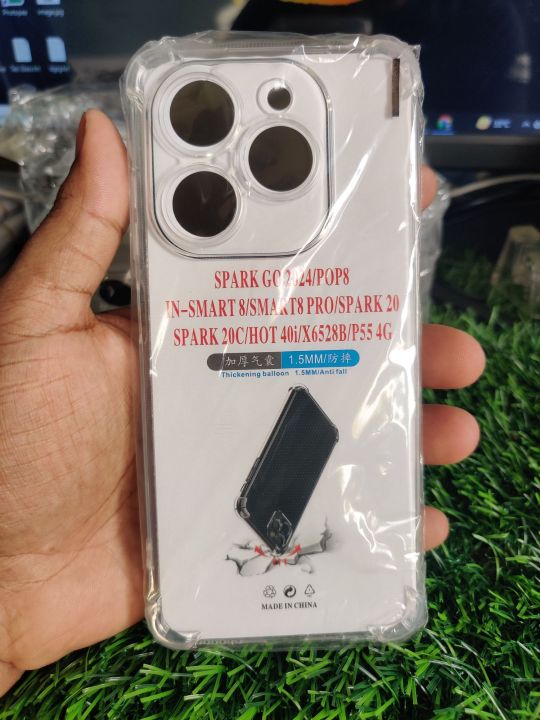 SPARK GO 2024/POP8
IN-SMART 8/SMART8 PRO/SPARK 20
SPARK 20C/HOT 40i/X6528B/P55 4G
加厚气囊 1.5MM/防摔
Thickening balloon 1.5MM/Anti fall
MADE IN CHINA